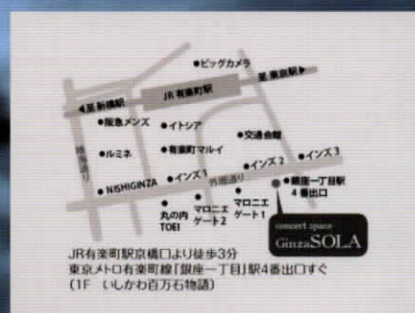 ビッグカメラ
至 東京駅
JR 有楽町駅
至 新橋駅
阪急メンズ
イトシア
交通会館
ルミネ
有楽町マルイ
晴海通り
インズ 3
インズ 2
インズ 1
外堀通り
NISHIGINZA
銀座一丁目駅
4 番出口
マロニエ
ゲート1
マロニエ
ゲート2
丸の内
TOEI
concert space
GinzaSOLA
JR有楽町駅京橋口より徒歩3分
東京メトロ有楽町線「銀座一丁目」駅4番出口すぐ
(1F いしかわ百万石物語)